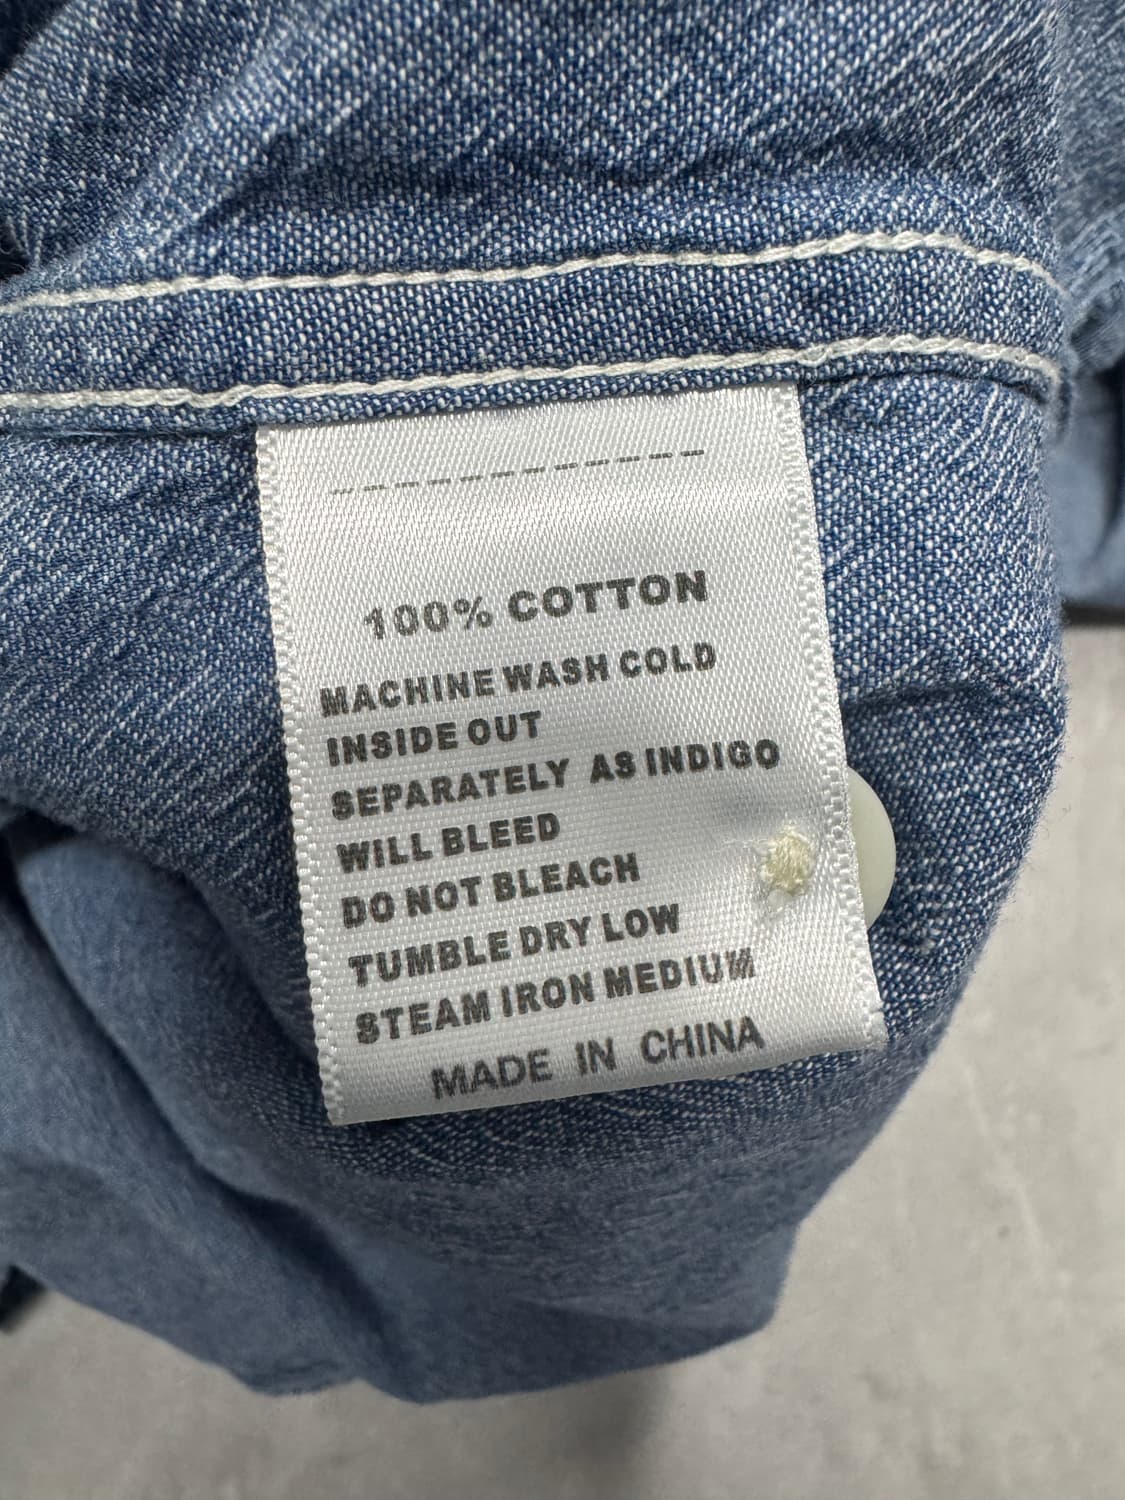 100% COTTON
MACHINE WASH COLD
INSIDE OUT
SEPARATELY AS INDIGO
WILL BLEED
DO NOT BLEACH
TUMBLE DRY LOW
STEAM IRON MEDIUM
MADE IN CHINA